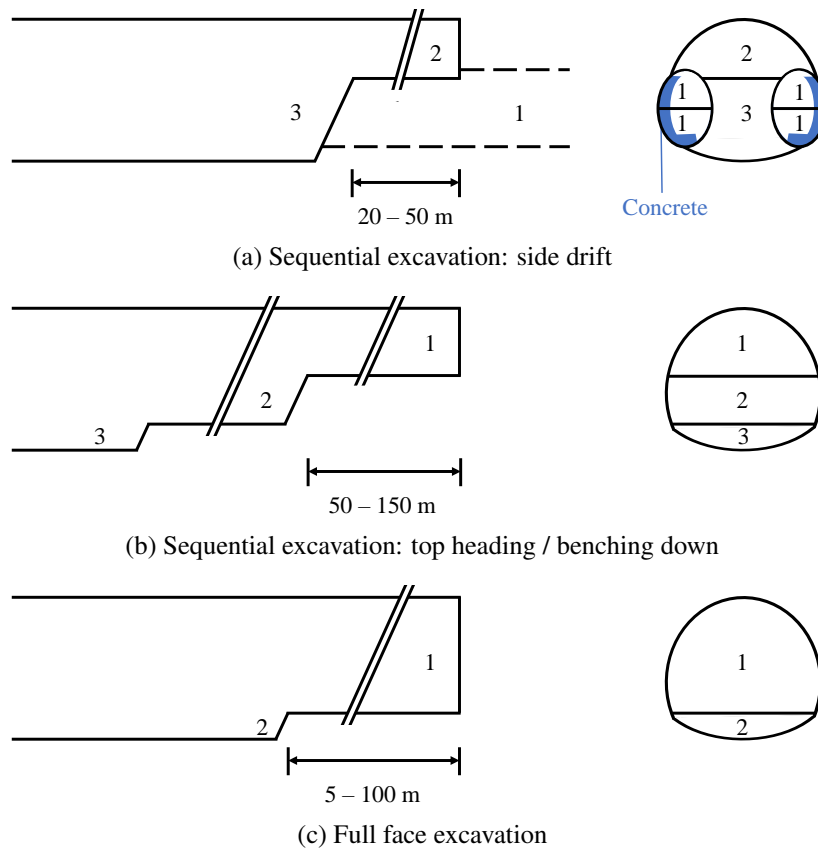 2
3
1
20 – 50 m
2
1
1
3
1
1
Concrete
(a) Sequential excavation: side drift
1
2
3
50 – 150 m
1
2
3
(b) Sequential excavation: top heading / benching down
1
2
5 – 100 m
1
2
(c) Full face excavation